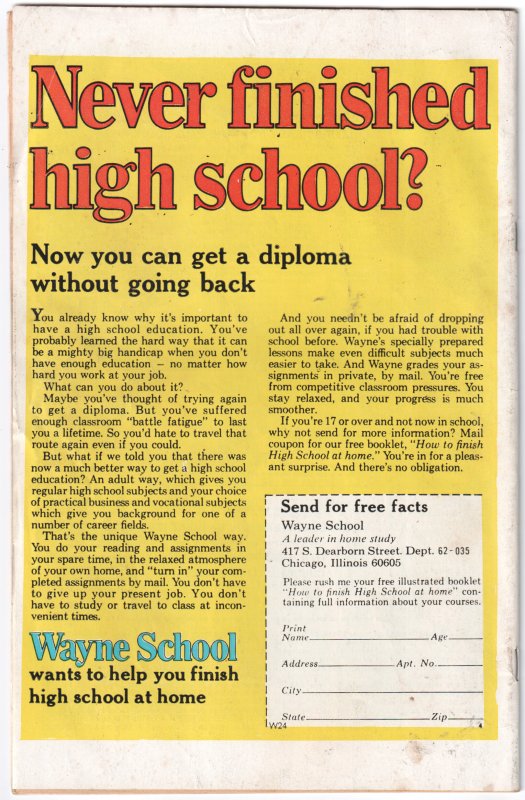 Never finished
high school?
Now you can get a diploma
without going back
You already know why it's important to
have a high school education. You've
probably learned the hard way that it can
be a mighty big handicap when you don't
have enough education – no matter how
hard you work at your job.
What can you do about it?
Maybe you've thought of trying again
to get a diploma. But you've suffered
enough classroom "battle fatigue" to last
you a lifetime. So you'd hate to travel that
route again even if you could.
But what if we told you that there was
now a much better way to get a high school
education? An adult way, which gives you
regular high school subjects and your choice
of practical business and vocational subjects
which give you background for one of a
number of career fields.
That's the unique Wayne School way.
You do your reading and assignments in
your spare time, in the relaxed atmosphere
of your own home, and "turn in" your com-
pleted assignments by mail. You don't have
to give up your present job. You don't
have to study or travel to class at incon-
venient times.
Wayne School
wants to help you finish
high school at home
And you needn't be afraid of dropping
out all over again, if you had trouble with
school before. Wayne's specially prepared
lessons make even difficult subjects much
easier to take. And Wayne grades your as-
signments in private, by mail. You're free
from competitive classroom pressures. You
stay relaxed, and your progress is much
smoother.
If you're 17 or over and not now in school,
why not send for more information? Mail
coupon for our free booklet, "How to finish
High School at home." You're in for a pleas-
ant surprise. And there's no obligation.
Send for free facts
Wayne School
A leader in home study
417 S. Dearborn Street. Dept. 62-035
Chicago, Illinois 60605
Please rush me your free illustrated booklet
"How to finish High School at home" con-
taining full information about your courses.
Print
Name Age
Address Apt. No.
City
State Zip
W24 4